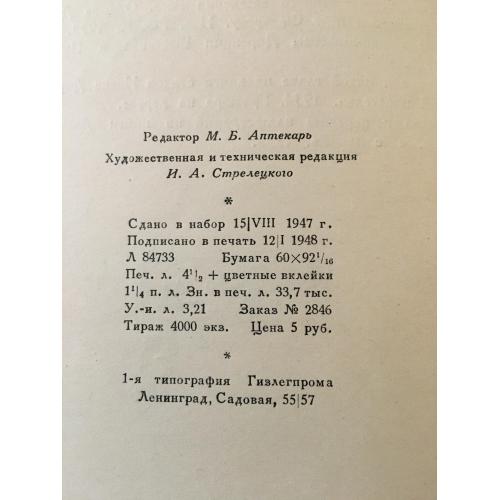 Редактор М. Б. Аптекарь
Художественная и техническая редакция
И. А. Стрелецкого
*
Сдано в набор 15|VIII 1947 г.
Подписано в печать 12|I 1948 г.
Л 84733 Бумага 60×92¹/₁₆
Печ. л. 4¹/₂ + цветные вклейки
1¹/₄ п. л. Зн. в печ. л. 33,7 тыс.
У.-и. л. 3,21 Заказ № 2846
Тираж 4000 экз. Цена 5 руб.
*
1-я типография Гизлегпрома
Ленинград, Садовая, 55|57